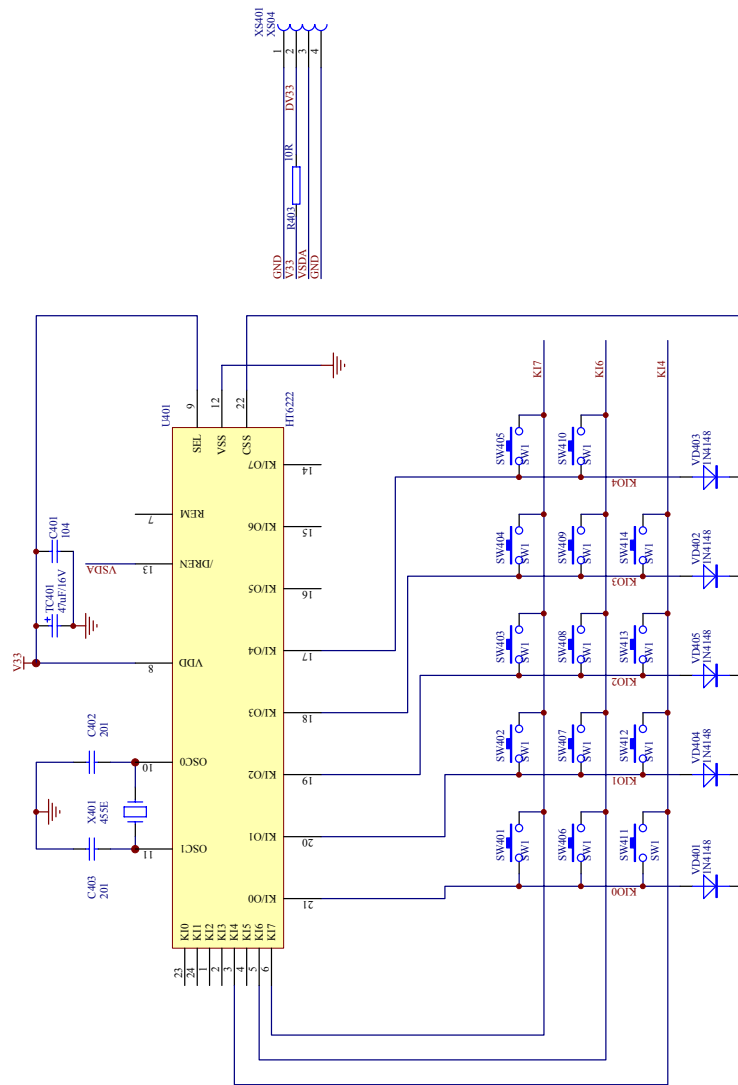 XS401
XS04
1
2
3
4
DV33
10R
R403
GND
V33
VSDA
GND
U401
HT6222
9
12
22
SEL
VSS
CSS
KI/O7
14
REM
7
KI/O6
15
/DREN
13
VSDA
KI/O5
16
C401
104
+
TC401
47uF/16V
V33
VDD
8
KI/O4
17
KI/O3
18
C402
201
OSC0
10
KI/O2
19
X401
455E
KI/O1
20
C403
201
OSC1
11
KI/O0
21
KI0
KI1
KI2
KI3
KI4
KI5
KI6
KI7
23
24
1
2
3
4
5
6
KI7
KI6
KI4
SW405
SW1
SW410
SW1
KIO4
VD403
1N4148
SW404
SW1
SW409
SW1
SW414
SW1
KIO3
VD402
1N4148
SW403
SW1
SW408
SW1
SW413
SW1
KIO2
VD405
1N4148
SW402
SW1
SW407
SW1
SW412
SW1
KIO1
VD404
1N4148
SW401
SW1
SW406
SW1
SW411
SW1
KIO0
VD401
1N4148